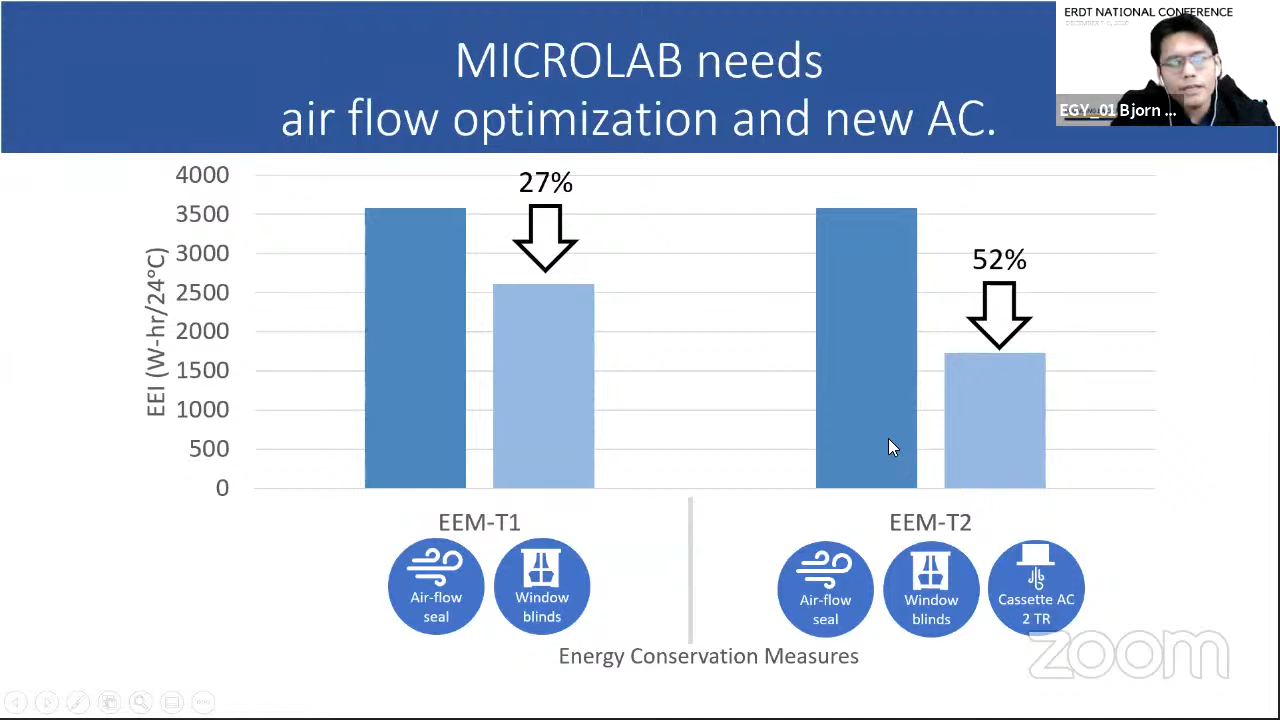 MICROLAB needs
air flow optimization and new AC.
ERDT NATIONAL CONFERENCE
EGY_01 Bjorn ...
EEI (W-hr/24°C)
4000
3500
3000
2500
2000
1500
1000
500
0
27%
52%
EEM-T1
EEM-T2
Air-flow
seal
Window
blinds
Air-flow
seal
Window
blinds
Cassette AC
2 TR
Energy Conservation Measures
zoom